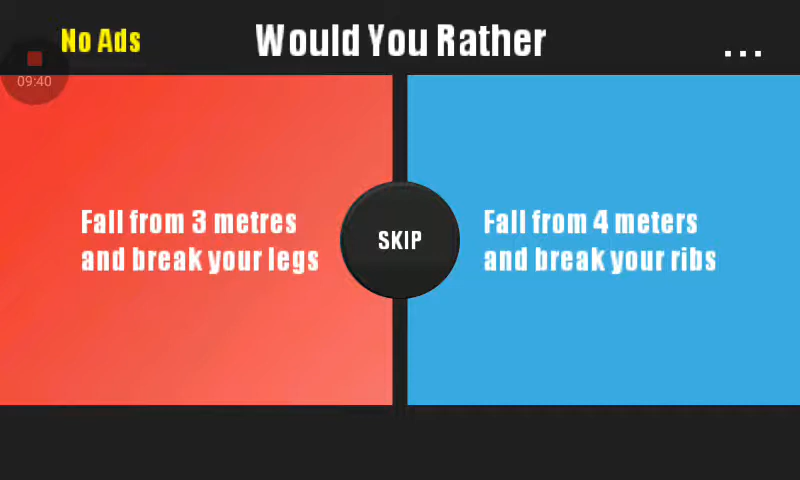 No Ads
Would You Rather
...
09:40
Fall from 3 metres
and break your legs
SKIP
Fall from 4 meters
and break your ribs